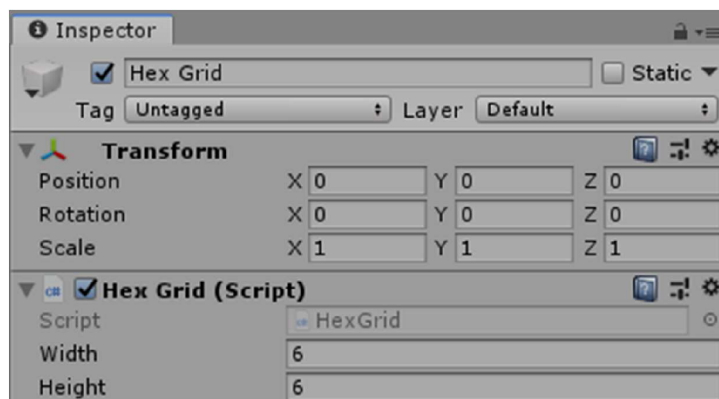 Inspector
Hex Grid Static
Tag Untagged Layer Default
Transform
Position X 0 Y 0 Z 0
Rotation X 0 Y 0 Z 0
Scale X 1 Y 1 Z 1
c# Hex Grid (Script)
Script HexGrid
Width 6
Height 6